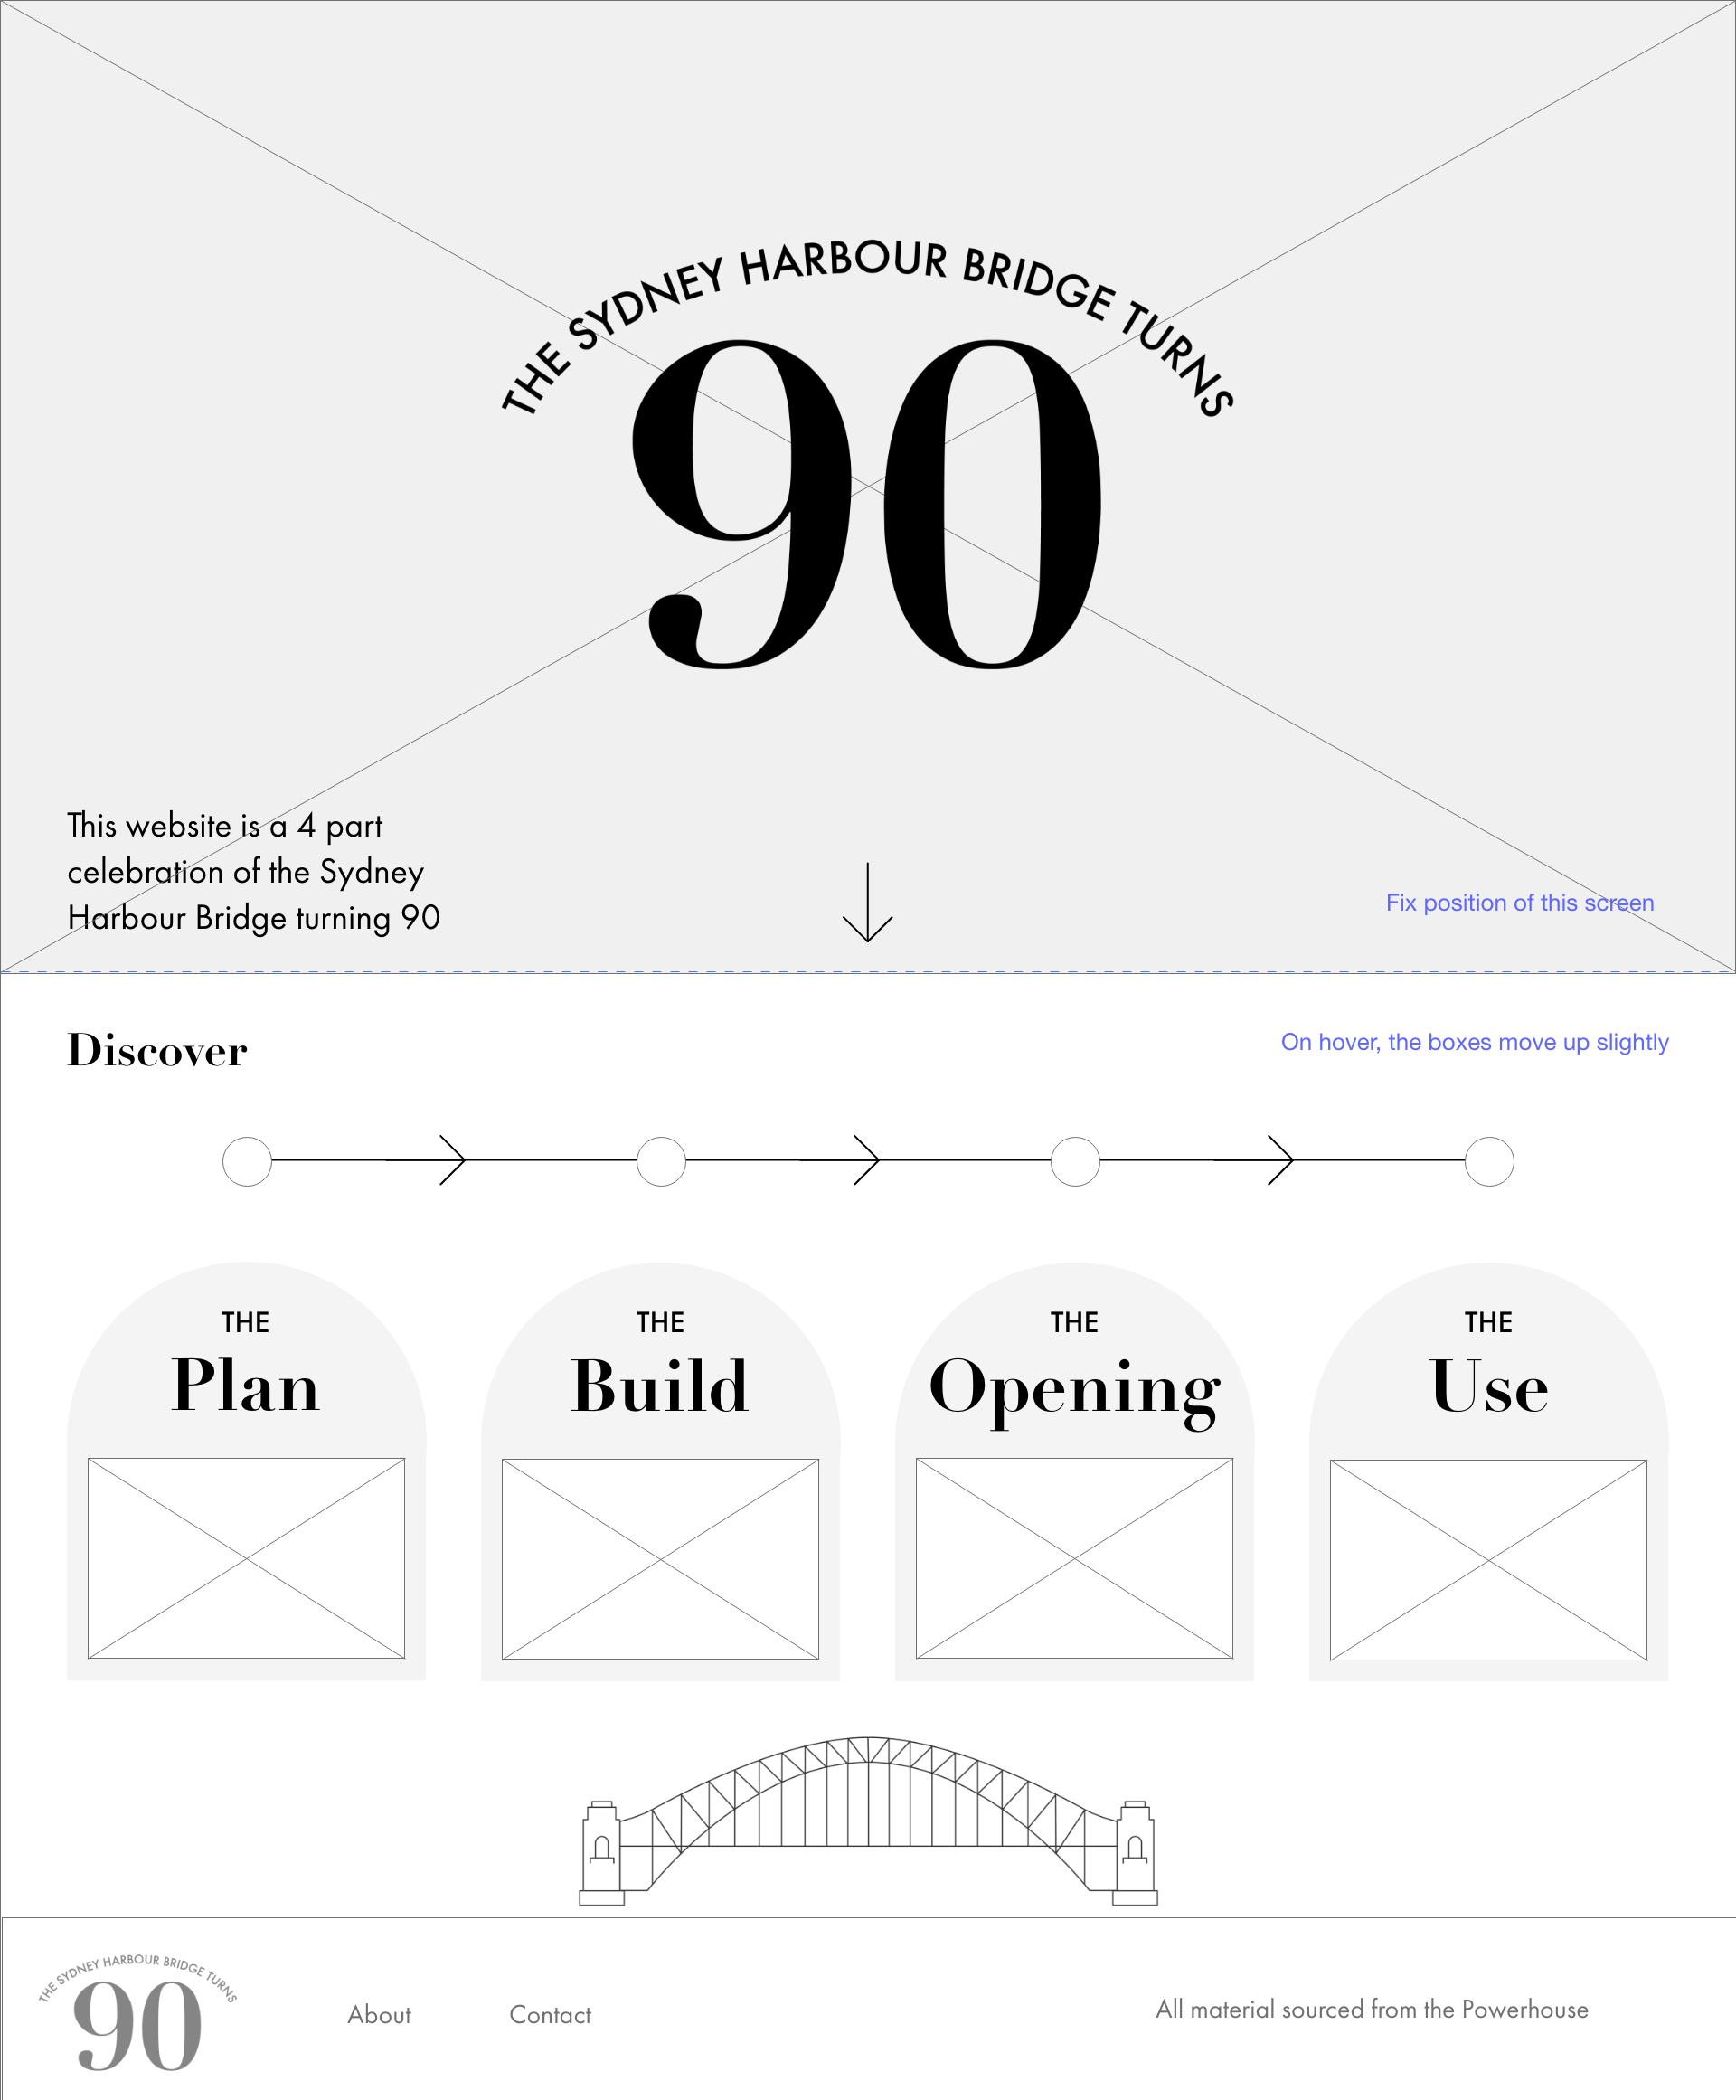 THE SYDNEY HARBOUR BRIDGE TURNS
90
This website is a 4 part
celebration of the Sydney
Harbour Bridge turning 90
Fix position of this screen
Discover
On hover, the boxes move up slightly
THE
Plan
THE
Build
THE
Opening
THE
Use
THE SYDNEY HARBOUR BRIDGE TURNS
90
About
Contact
All material sourced from the Powerhouse